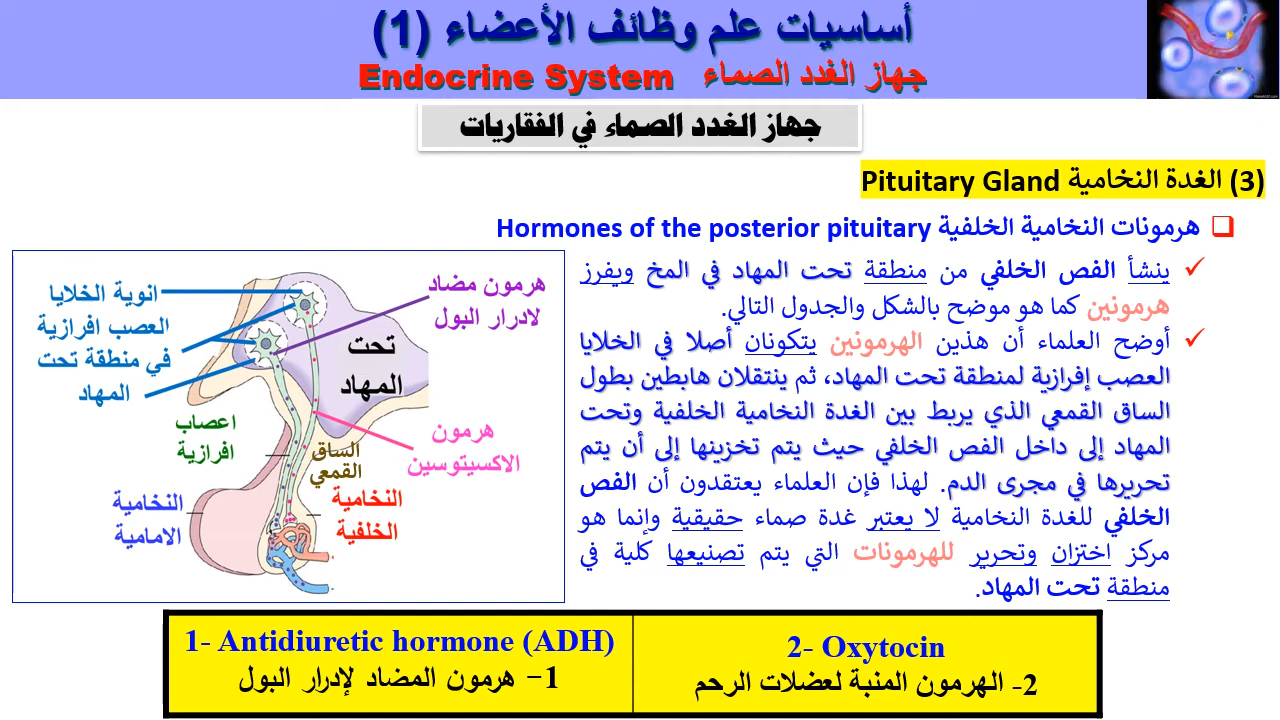 أساسيات علم وظائف الأعضاء (1)
جهاز الغدد الصماء Endocrine System
جهاز الغدد الصماء في الفقاريات
(3) الغدة النخامية Pituitary Gland
هرمونات النخامية الخلفية Hormones of the posterior pituitary
ينشأ الفص الخلفي من منطقة تحت المهاد في المخ ويفرز
هرمونين كما هو موضح بالشكل والجدول التالي.
أوضح العلماء أن هذين الهرمونين يتكونان أصلا في الخلايا
العصب إفرازية لمنطقة تحت المهاد، ثم ينتقلان هابطين بطول
الساق القمعي الذي يربط بين الغدة النخامية الخلفية وتحت
المهاد إلى داخل الفص الخلفي حيث يتم تخزينها إلى أن يتم
تحريرها في مجرى الدم. لهذا فإن العلماء يعتقدون أن الفص
الخلفي للغدة النخامية لا يعتبر غدة صماء حقيقية وإنما هو
مركز اختزان وتحرير للهرمونات التي يتم تصنيعها كلية في
منطقة تحت المهاد.
هرمون مضاد
لادرار البول
انوية الخلايا
العصب افرازية
في منطقة تحت
المهاد
تحت
المهاد
اعصاب
افرازية
الساق
القمعي
هرمون
الاكسيتوسين
النخامية
الامامية
النخامية
الخلفية
1- Antidiuretic hormone (ADH)
1- هرمون المضاد لإدرار البول
2- Oxytocin
2- الهرمون المنبة لعضلات الرحم